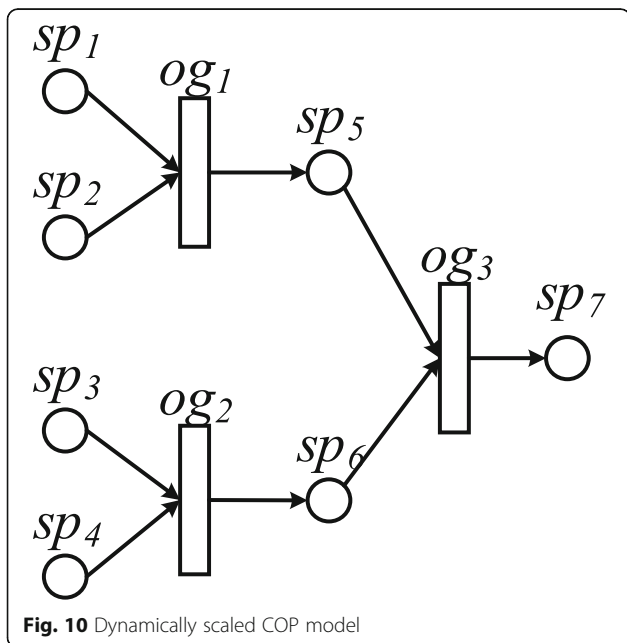 sp1
og1
sp2
sp5
og3
sp7
sp3
og2
sp6
sp4
Fig. 10 Dynamically scaled COP model